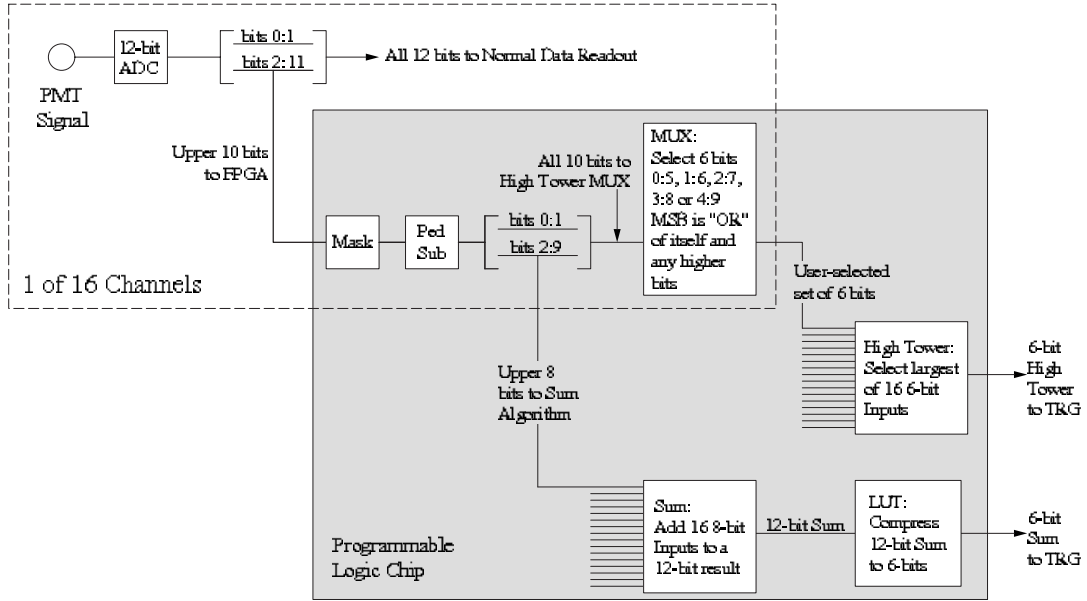 12-bit
ADC
bits 0:1
bits 2:11
All 12 bits to Normal Data Readout
PMT
Signal
Upper 10 bits
to FPGA
1 of 16 Channels
Mask
Ped
Sub
bits 0:1
bits 2:9
All 10 bits to
High Tower MUX
MUX:
Select 6 bits
0:5, 1:6, 2:7,
3:8 or 4:9
MSB is "OR"
of itself and
any higher
bits
User-selected
set of 6 bits
High Tower:
Select largest
of 16 6-bit
Inputs
6-bit
High
Tower
to TRG
Upper 8
bits to Sum
Algorithm
Sum:
Add 16 8-bit
Inputs to a
12-bit result
12-bit Sum
LUT:
Compress
12-bit Sum
to 6-bits
6-bit
Sum
to TRG
Programmable
Logic Chip